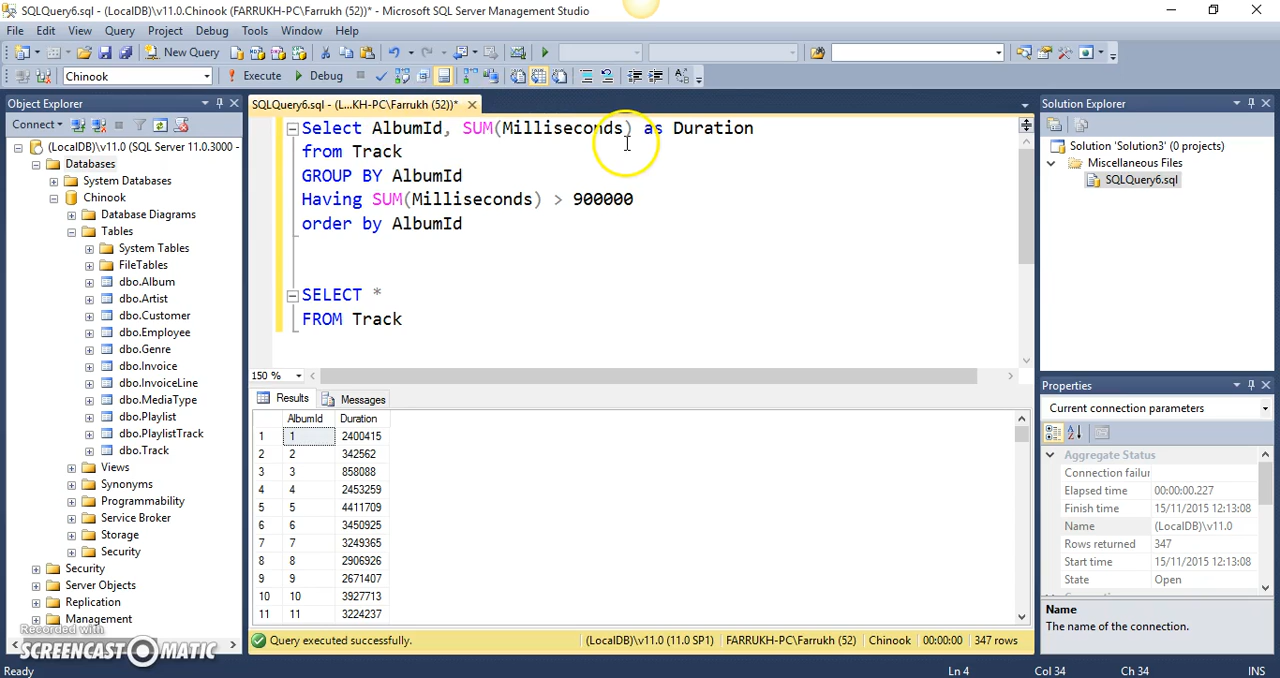 SQLQuery6.sql - (LocalDB)\v11.0.Chinook (FARRUKH-PC\Farrukh (52))* - Microsoft SQL Server Management Studio
File Edit View Query Project Debug Tools Window Help
New Query
Chinook Execute Debug
Object Explorer
Connect
(LocalDB)\v11.0 (SQL Server 11.0.3000 -
Databases
System Databases
Chinook
Database Diagrams
Tables
System Tables
FileTables
dbo.Album
dbo.Artist
dbo.Customer
dbo.Employee
dbo.Genre
dbo.Invoice
dbo.InvoiceLine
dbo.MediaType
dbo.Playlist
dbo.PlaylistTrack
dbo.Track
Views
Synonyms
Programmability
Service Broker
Storage
Security
Security
Server Objects
Replication
Management
SQLQuery6.sql - (L...KH-PC\Farrukh (52))*
Select AlbumId, SUM(Milliseconds) as Duration
from Track
GROUP BY AlbumId
Having SUM(Milliseconds) > 900000
order by AlbumId
SELECT *
FROM Track
150 %
Results Messages
AlbumId Duration
1 1 2400415
2 2 342562
3 3 858088
4 4 2453259
5 5 4411709
6 6 3450925
7 7 3249365
8 8 2906926
9 9 2671407
10 10 3927713
11 11 3224237
Query executed successfully. (LocalDB)\v11.0 (11.0 SP1) FARRUKH-PC\Farrukh (52) Chinook 00:00:00 347 rows
Solution Explorer
Solution 'Solution3' (0 projects)
Miscellaneous Files
SQLQuery6.sql
Properties
Current connection parameters
Aggregate Status
Connection failur
Elapsed time 00:00:00.227
Finish time 15/11/2015 12:13:08
Name (LocalDB)\v11.0
Rows returned 347
Start time 15/11/2015 12:13:08
State Open
Name
The name of the connection.
Recorded with
SCREENCAST MATIC
Ready Ln 4 Col 34 Ch 34 INS